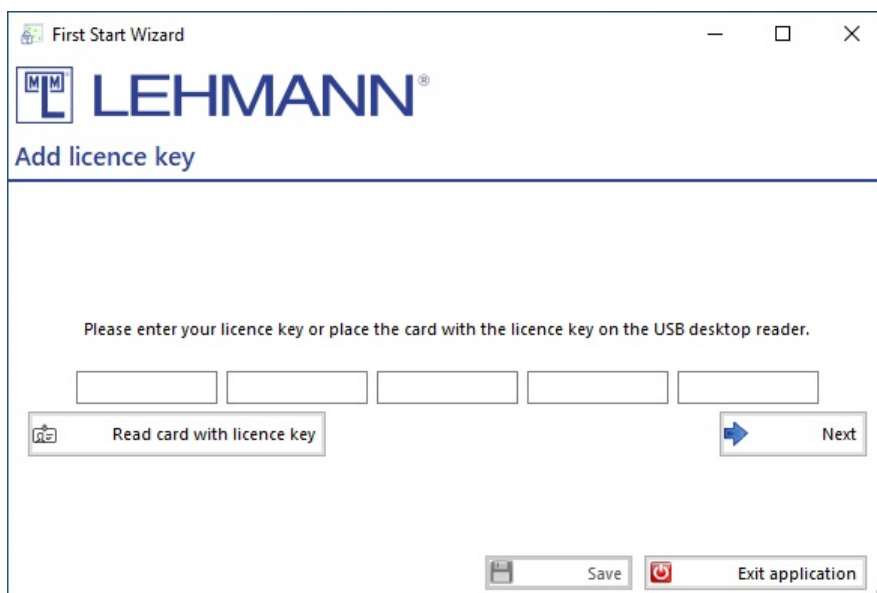 First Start Wizard
MLM LEHMANN®
Add licence key
Please enter your licence key or place the card with the licence key on the USB desktop reader.
Read card with licence key
Next
Save
Exit application